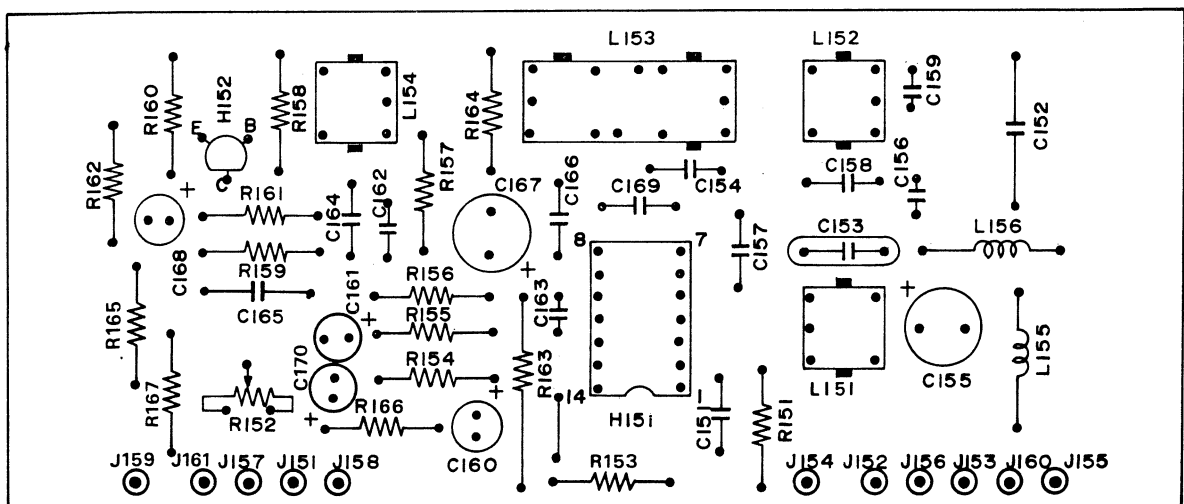 L153
L152
R160
E
H152
B
R158
L154
R164
C159
C152
R162
C
+
R161
R157
C167
C166
C154
C158
C156
C164
C162
C169
C168
R159
8
7
C157
C153
L156
C165
C161
R156
+
C163
+
R165
+
R155
L155
C170
R154
R163
R167
R152
+
R166
+
14
H15i
C151
R151
L151
C155
C160
R153
J159
J161
J157
J151
J158
J154
J152
J156
J153
J160
J155